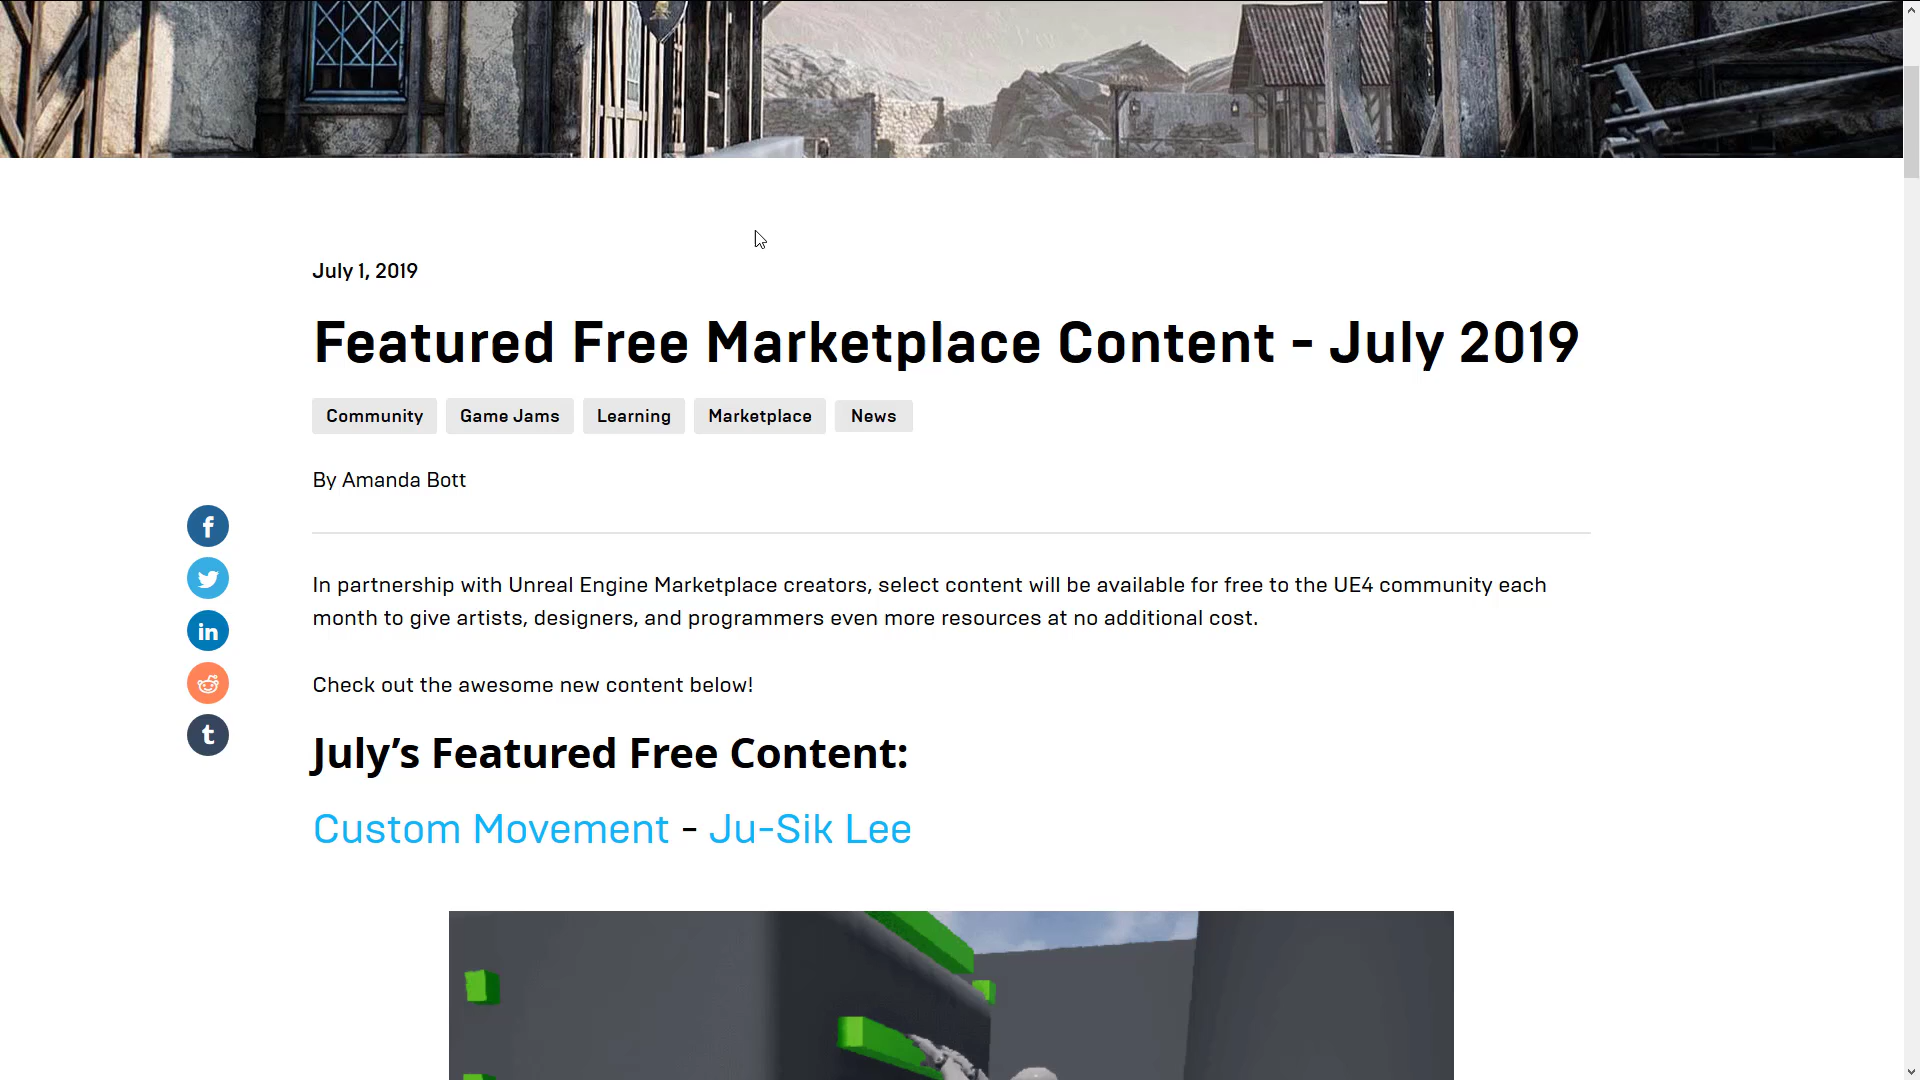 July 1, 2019
Featured Free Marketplace Content - July 2019
Community Game Jams Learning Marketplace News
By Amanda Bott
In partnership with Unreal Engine Marketplace creators, select content will be available for free to the UE4 community each
month to give artists, designers, and programmers even more resources at no additional cost.
Check out the awesome new content below!
July’s Featured Free Content:
Custom Movement - Ju-Sik Lee